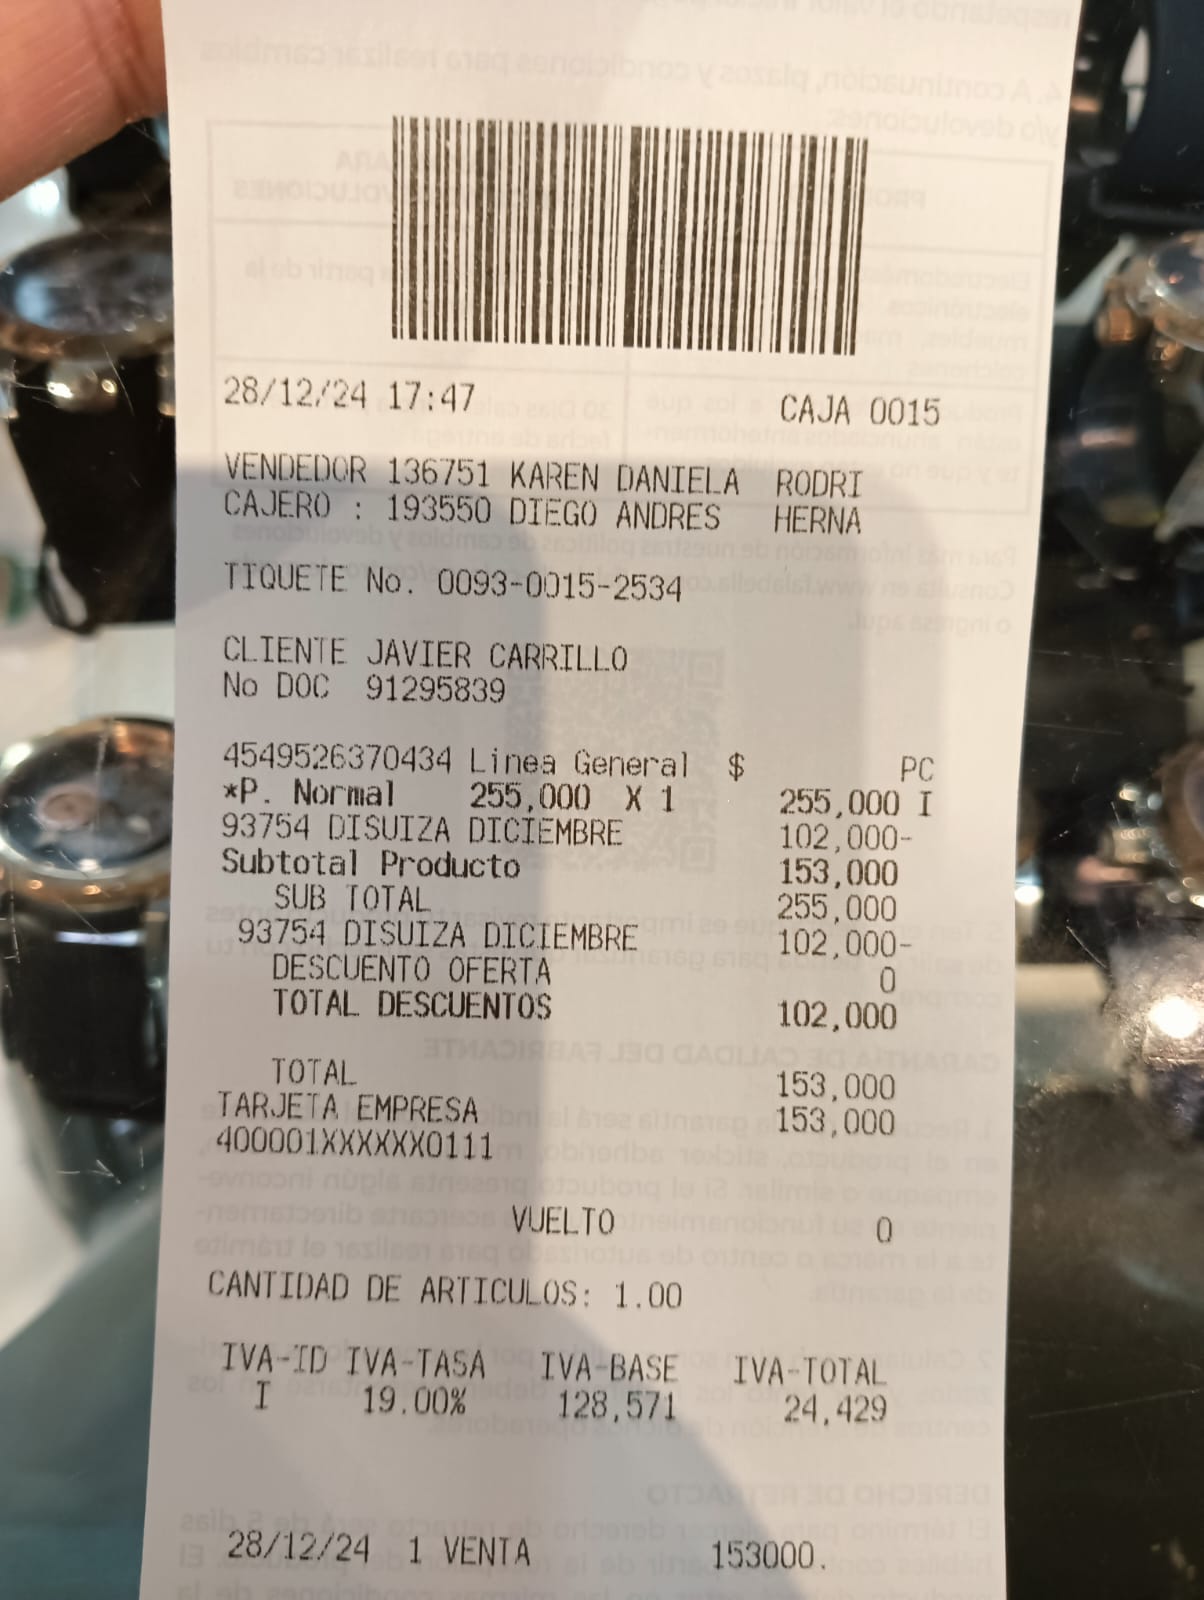 28/12/24 17:47 CAJA 0015
VENDEDOR 136751 KAREN DANIELA RODRI
CAJERO : 193550 DIEGO ANDRES HERNA
TIQUETE No. 0093-0015-2534
CLIENTE JAVIER CARRILLO
No DOC 91295839
4549526370434 Linea General $ PC
*P. Normal 255,000 X 1 255,000 I
93754 DISUIZA DICIEMBRE 102,000-
Subtotal Producto 153,000
SUB TOTAL 255,000
93754 DISUIZA DICIEMBRE 102,000-
DESCUENTO OFERTA 0
TOTAL DESCUENTOS 102,000
TOTAL 153,000
TARJETA EMPRESA 153,000
400001XXXXXX0111
VUELTO 0
CANTIDAD DE ARTICULOS: 1.00
IVA-ID IVA-TASA IVA-BASE IVA-TOTAL
I 19.00% 128,571 24,429
28/12/24 1 VENTA 153000.